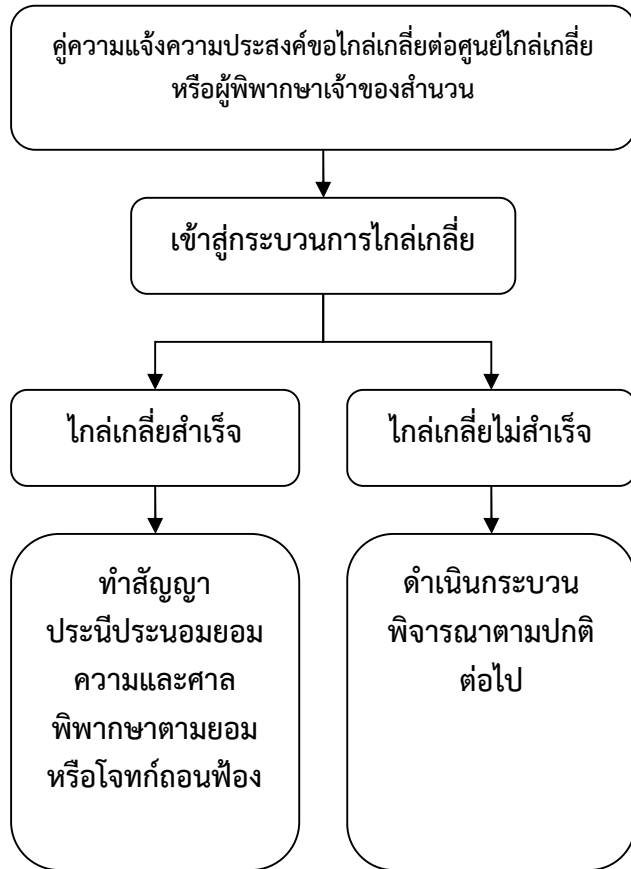 คู่ความแจ้งความประสงค์ขอไกล่เกลี่ยต่อศูนย์ไกล่เกลี่ย
หรือผู้พิพากษาเจ้าของสำนวน
เข้าสู่กระบวนการไกล่เกลี่ย
ไกล่เกลี่ยสำเร็จ
ไกล่เกลี่ยไม่สำเร็จ
ทำสัญญา
ประนีประนอมยอม
ความและศาล
พิพากษาตามยอม
หรือโจทก์ถอนฟ้อง
ดำเนินกระบวน
พิจารณาตามปกติ
ต่อไป